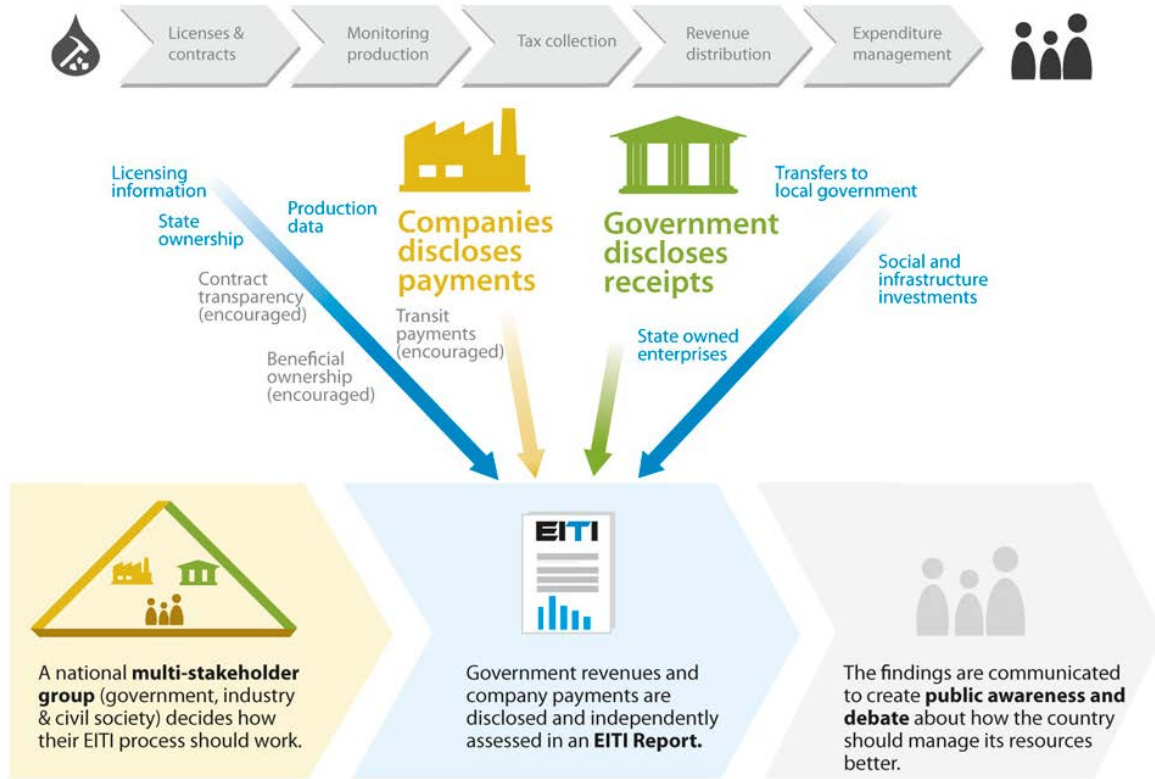 Licenses &
contracts
Monitoring
production
Tax collection
Revenue
distribution
Expenditure
management
Licensing
information
State
ownership
Production
data
Contract
transparency
(encouraged)
Beneficial
ownership
(encouraged)
Companies
discloses
payments
Transit
payments
(encouraged)
Government
discloses
receipts
State owned
enterprises
Transfers to
local government
Social and
infrastructure
investments
A national multi-stakeholder
group (government, industry
& civil society) decides how
their EITI process should work.
EITI
Government revenues and
company payments are
disclosed and independently
assessed in an EITI Report.
The findings are communicated
to create public awareness and
debate about how the country
should manage its resources
better.